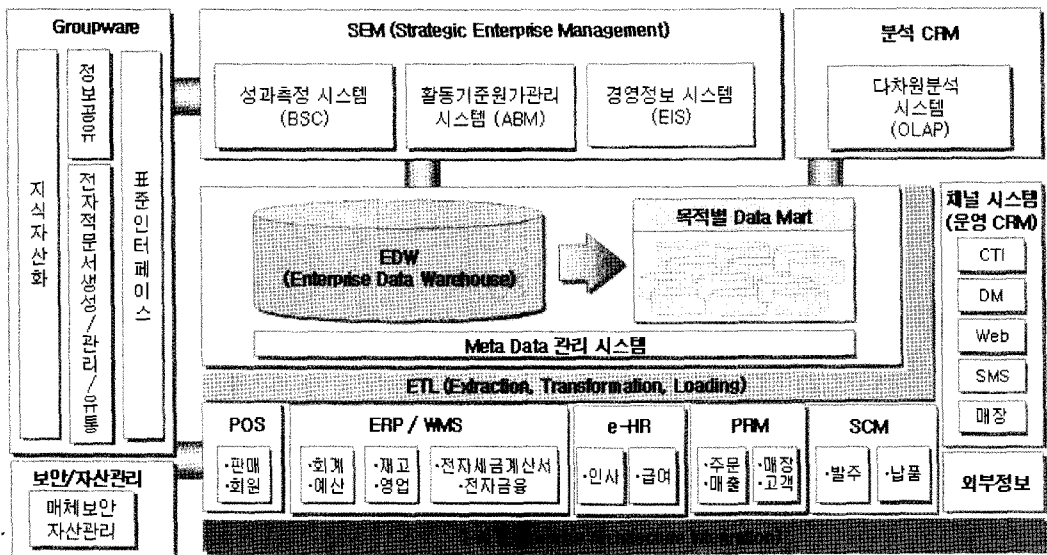 Groupware
지식자산화
정보공유
전자적문서생성/관리/유통
표준인터페이스
보안/자산관리
매체보안
자산관리
SEM (Strategic Enterprise Management)
성과측정 시스템
(BSC)
활동기준원가관리
시스템 (ABM)
경영정보 시스템
(EIS)
분석 CRM
다차원분석
시스템
(OLAP)
EDW
(Enterprise Data Warehouse)
목적별 Data Mart
Meta Data 관리 시스템
ETL (Extraction, Transformation, Loading)
채널 시스템
(운영 CRM)
CTI
DM
Web
SMS
매장
POS
·판매
·회원
ERP / WMS
·회계
·예산
·재고
·영업
·전자세금계산서
·전자금융
e-HR
·인사
·급여
PRM
·주문
·매출
·매장
·고객
SCM
·발주
·납품
외부정보